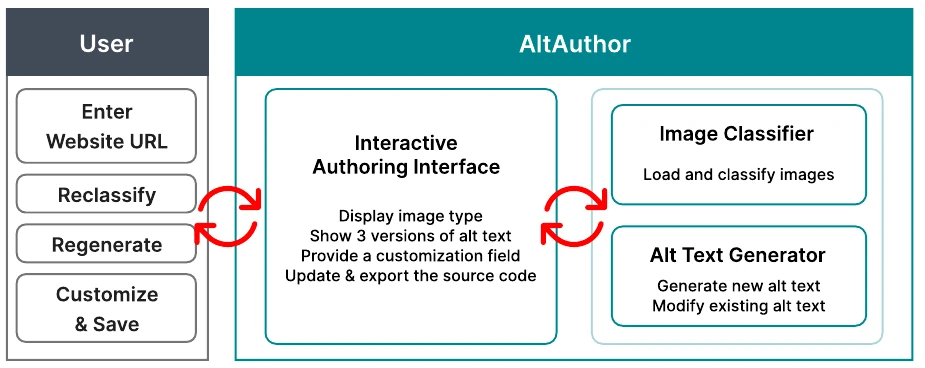 User
Enter
Website URL
Reclassify
Regenerate
Customize
& Save
AltAuthor
Interactive
Authoring Interface
Display image type
Show 3 versions of alt text
Provide a customization field
Update & export the source code
Image Classifier
Load and classify images
Alt Text Generator
Generate new alt text
Modify existing alt text